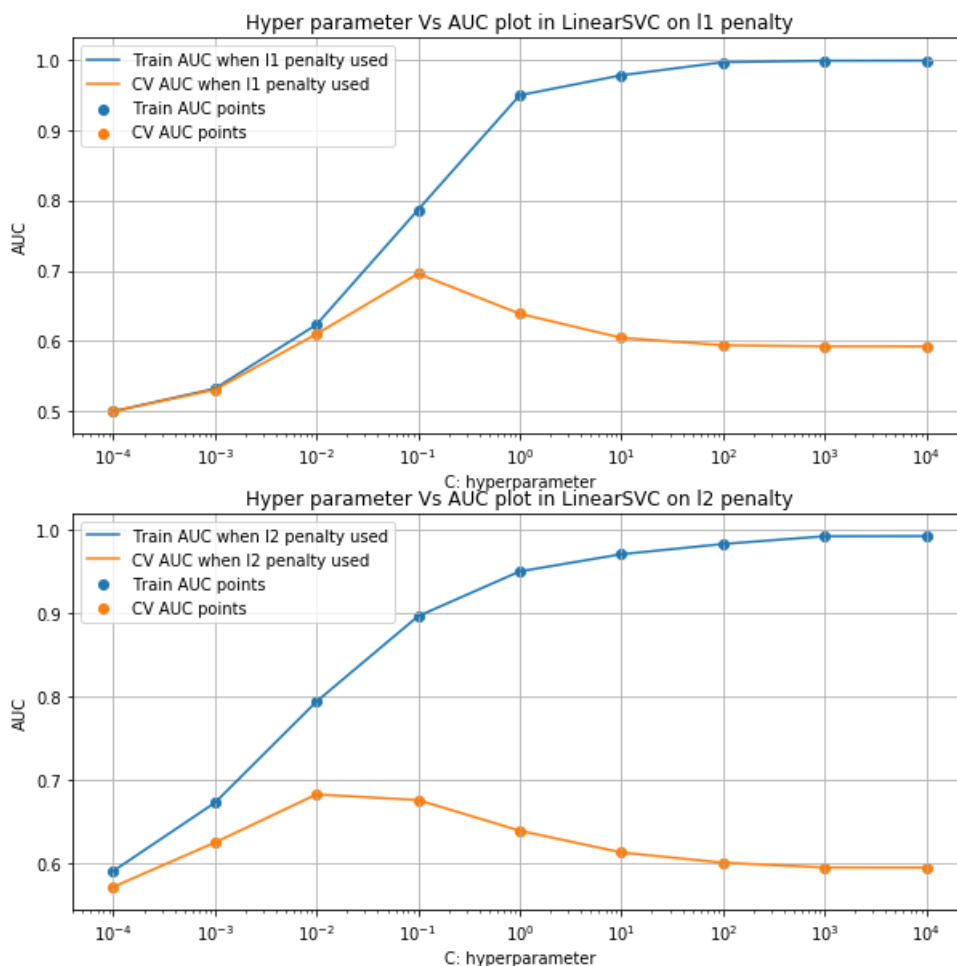 Hyper parameter Vs AUC plot in LinearSVC on l1 penalty
Train AUC when l1 penalty used
CV AUC when l1 penalty used
Train AUC points
CV AUC points
AUC
1.0
0.9
0.8
0.7
0.6
0.5
10⁻⁴ 10⁻³ 10⁻² 10⁻¹ 10⁰ 10¹ 10² 10³ 10⁴
C: hyperparameter
Hyper parameter Vs AUC plot in LinearSVC on l2 penalty
Train AUC when l2 penalty used
CV AUC when l2 penalty used
Train AUC points
CV AUC points
AUC
1.0
0.9
0.8
0.7
0.6
10⁻⁴ 10⁻³ 10⁻² 10⁻¹ 10⁰ 10¹ 10² 10³ 10⁴
C: hyperparameter